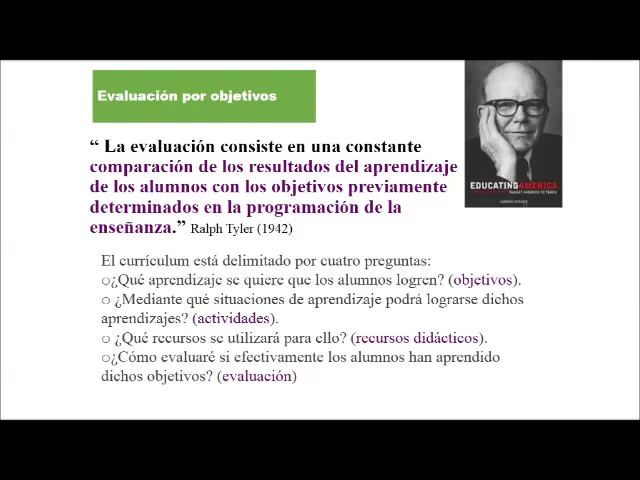 Evaluación por objetivos
“ La evaluación consiste en una constante
comparación de los resultados del aprendizaje
de los alumnos con los objetivos previamente
determinados en la programación de la
enseñanza.” Ralph Tyler (1942)
EDUCATING AMERICA
TAUGHT AMERICA TO TEACH
El currículum está delimitado por cuatro preguntas:
o¿Qué aprendizaje se quiere que los alumnos logren? (objetivos).
o ¿Mediante qué situaciones de aprendizaje podrá lograrse dichos
aprendizajes? (actividades).
o ¿Qué recursos se utilizará para ello? (recursos didácticos).
o¿Cómo evaluaré si efectivamente los alumnos han aprendido
dichos objetivos? (evaluación)